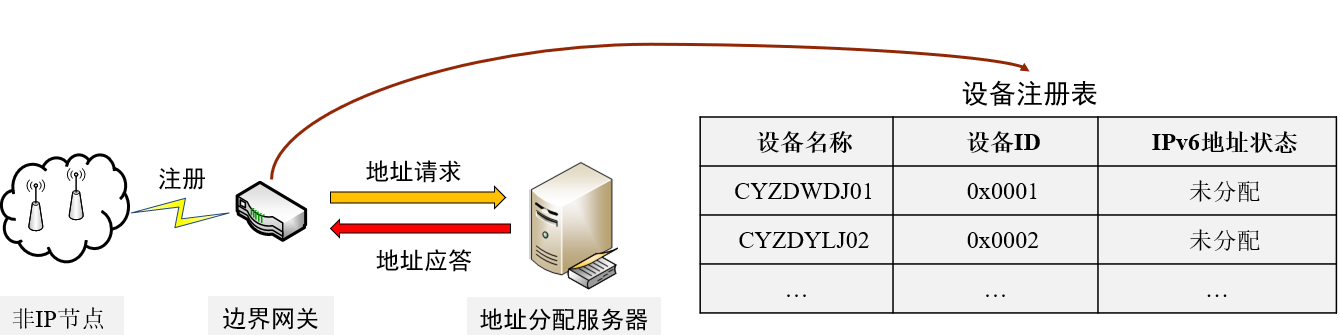 设备注册表
设备名称 设备ID IPv6地址状态
CYZDWDJ01 0x0001 未分配
CYZDYLJ02 0x0002 未分配
… … …
注册
地址请求
地址应答
非IP节点
边界网关
地址分配服务器